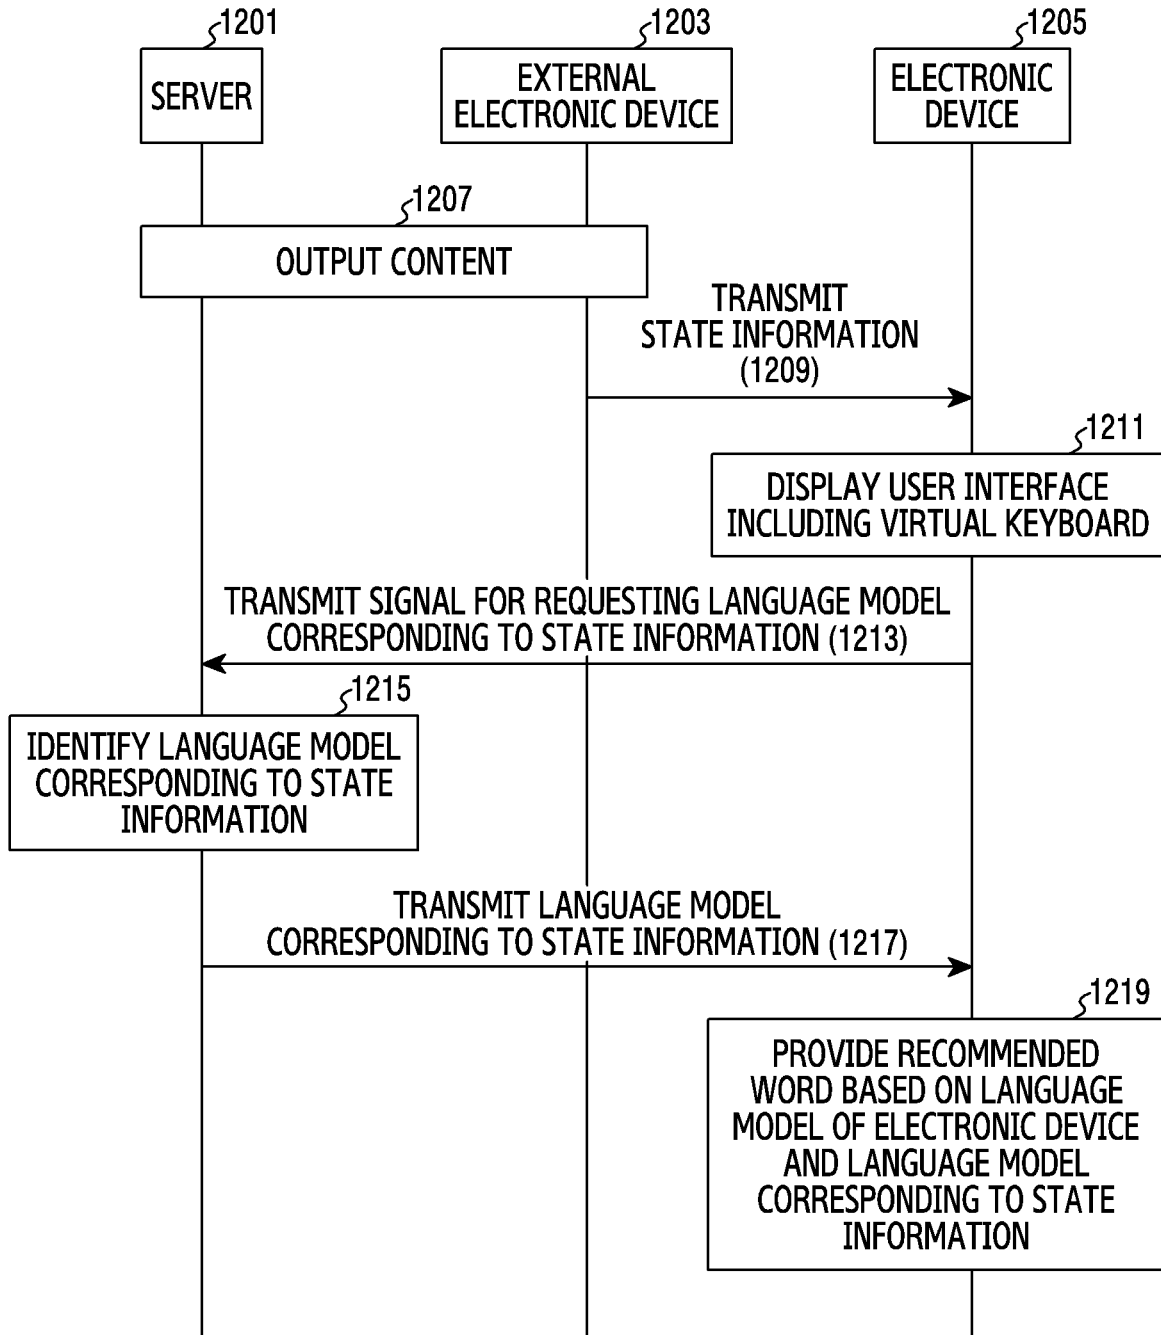 1201
1203
1205
SERVER
EXTERNAL
ELECTRONIC DEVICE
ELECTRONIC
DEVICE
1207
OUTPUT CONTENT
TRANSMIT
STATE INFORMATION
(1209)
1211
DISPLAY USER INTERFACE
INCLUDING VIRTUAL KEYBOARD
TRANSMIT SIGNAL FOR REQUESTING LANGUAGE MODEL
CORRESPONDING TO STATE INFORMATION (1213)
1215
IDENTIFY LANGUAGE MODEL
CORRESPONDING TO STATE
INFORMATION
TRANSMIT LANGUAGE MODEL
CORRESPONDING TO STATE INFORMATION (1217)
1219
PROVIDE RECOMMENDED
WORD BASED ON LANGUAGE
MODEL OF ELECTRONIC DEVICE
AND LANGUAGE MODEL
CORRESPONDING TO STATE
INFORMATION